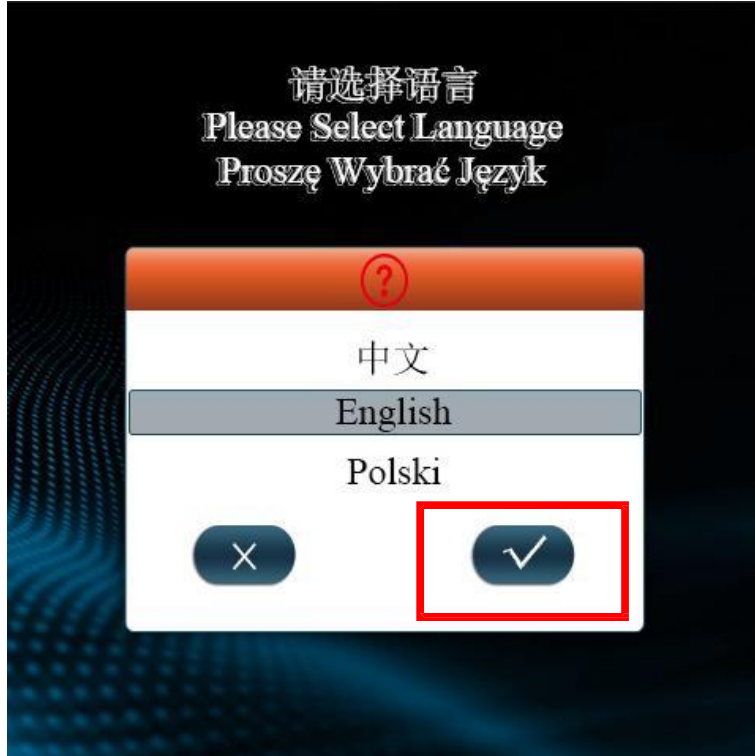 请选择语言
Please Select Language
Proszę Wybrać Język
?
中文
English
Polski